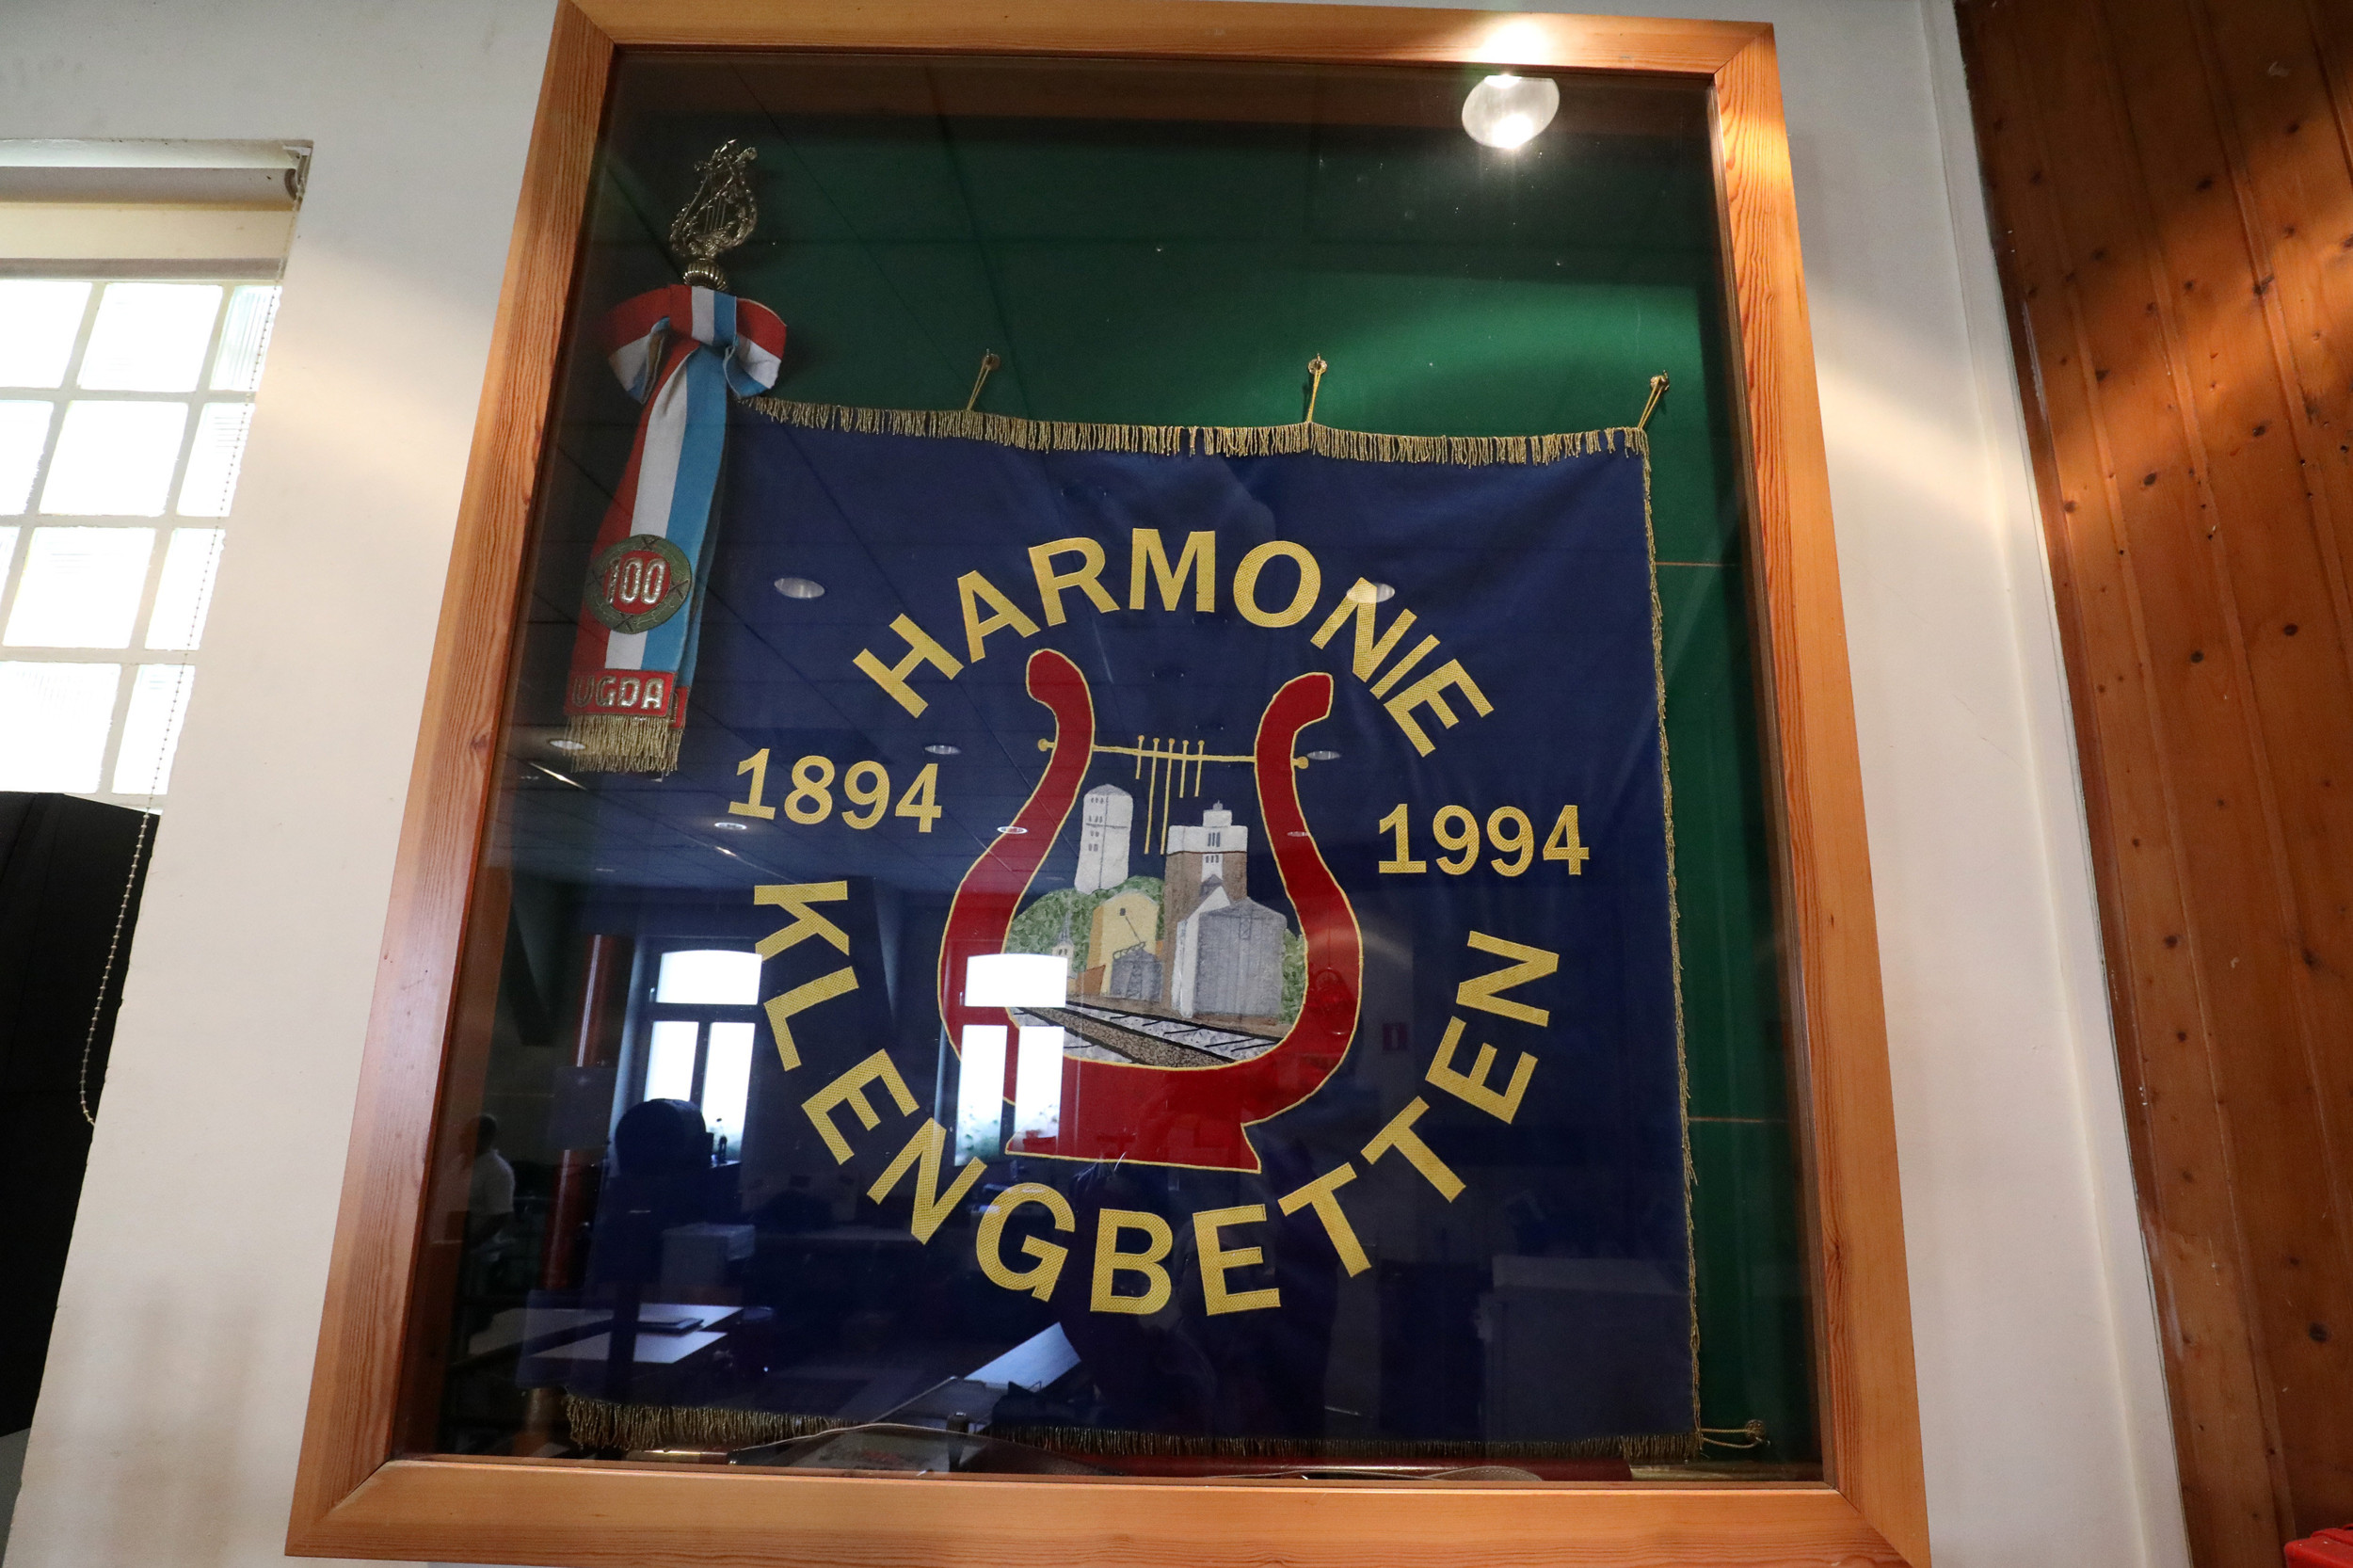 100
UGDA
HARMONIE
1894
1994
KLENGBETTEN